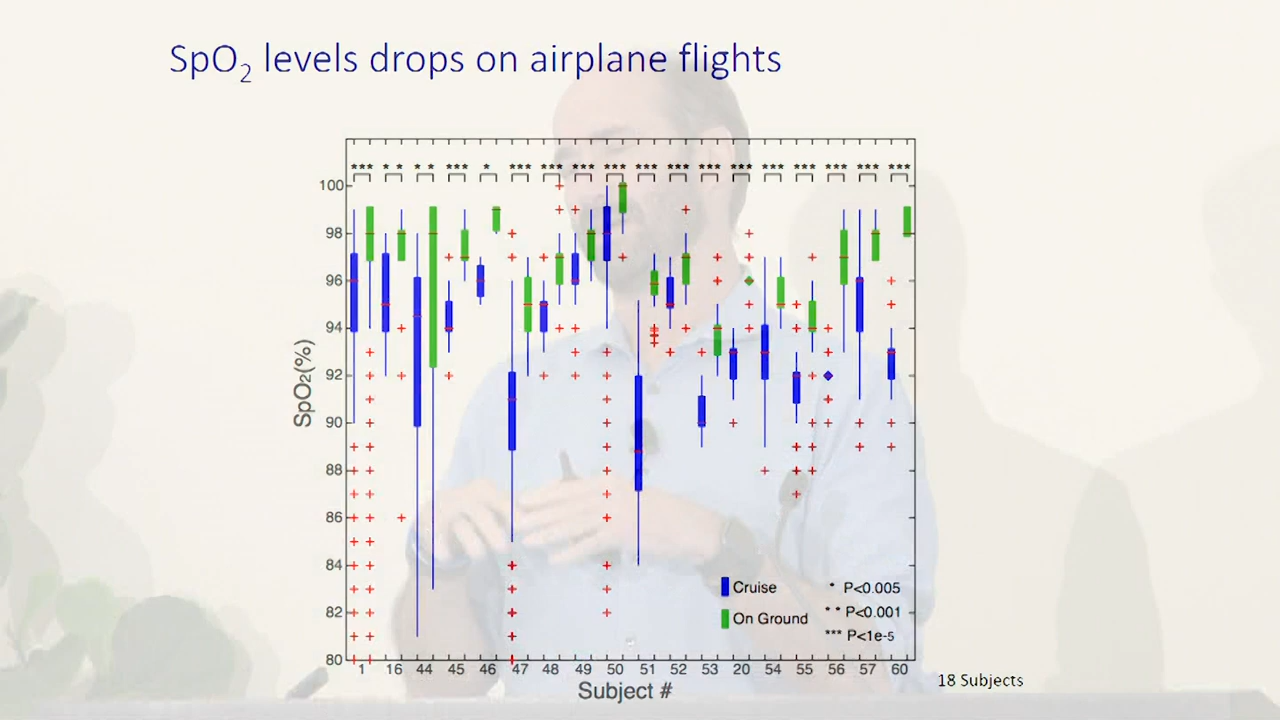 SpO2 levels drops on airplane flights
*** ** ** *** * *** *** *** *** *** *** *** *** *** *** *** *** ***
100
98
96
94
92
90
88
86
84
82
80
SpO2(%)
1 16 44 45 46 47 48 49 50 51 52 53 20 54 55 56 57 60
Subject #
Cruise
On Ground
* P<0.005
** P<0.001
*** P<1e-5
18 Subjects